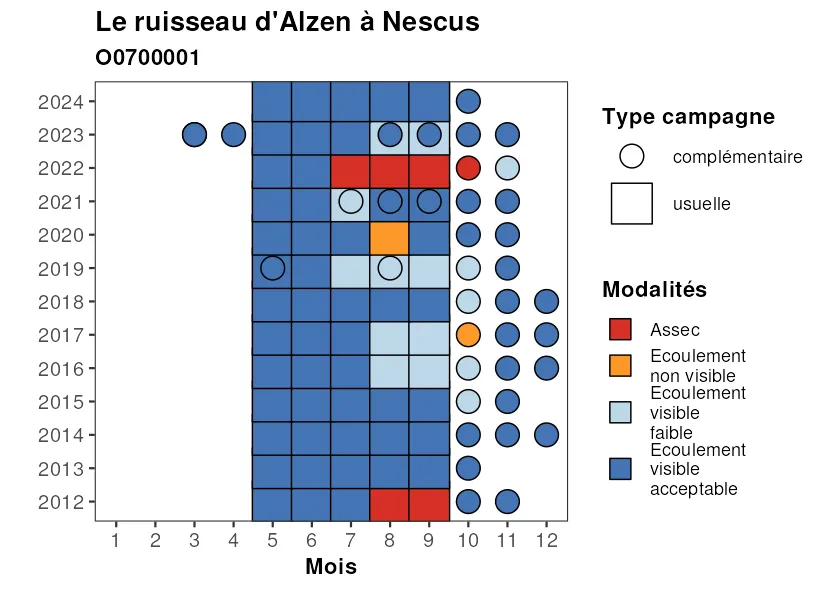 Le ruisseau d'Alzen à Nescus
O0700001
2024
2023
2022
2021
2020
2019
2018
2017
2016
2015
2014
2013
2012
1 2 3 4 5 6 7 8 9 10 11 12
Mois
Type campagne
complémentaire
usuelle
Modalités
Assec
Ecoulement
non visible
Ecoulement
visible
faible
Ecoulement
visible
acceptable